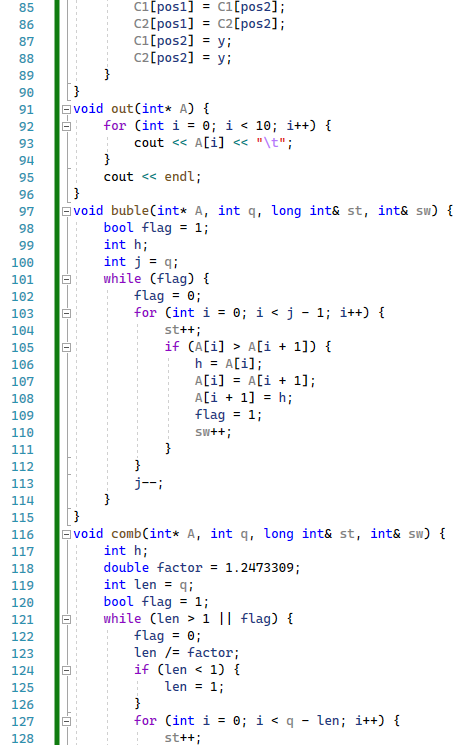 85 C1[pos1] = C1[pos2];
86 C2[pos1] = C2[pos2];
87 C1[pos2] = y;
88 C2[pos2] = y;
89 }
90 }
91 void out(int* A) {
92 for (int i = 0; i < 10; i++) {
93 cout << A[i] << "\t";
94 }
95 cout << endl;
96 }
97 void buble(int* A, int q, long int& st, int& sw) {
98 bool flag = 1;
99 int h;
100 int j = q;
101 while (flag) {
102 flag = 0;
103 for (int i = 0; i < j - 1; i++) {
104 st++;
105 if (A[i] > A[i + 1]) {
106 h = A[i];
107 A[i] = A[i + 1];
108 A[i + 1] = h;
109 flag = 1;
110 sw++;
111 }
112 }
113 j--;
114 }
115 }
116 void comb(int* A, int q, long int& st, int& sw) {
117 int h;
118 double factor = 1.2473309;
119 int len = q;
120 bool flag = 1;
121 while (len > 1 || flag) {
122 flag = 0;
123 len /= factor;
124 if (len < 1) {
125 len = 1;
126 }
127 for (int i = 0; i < q - len; i++) {
128 st++;